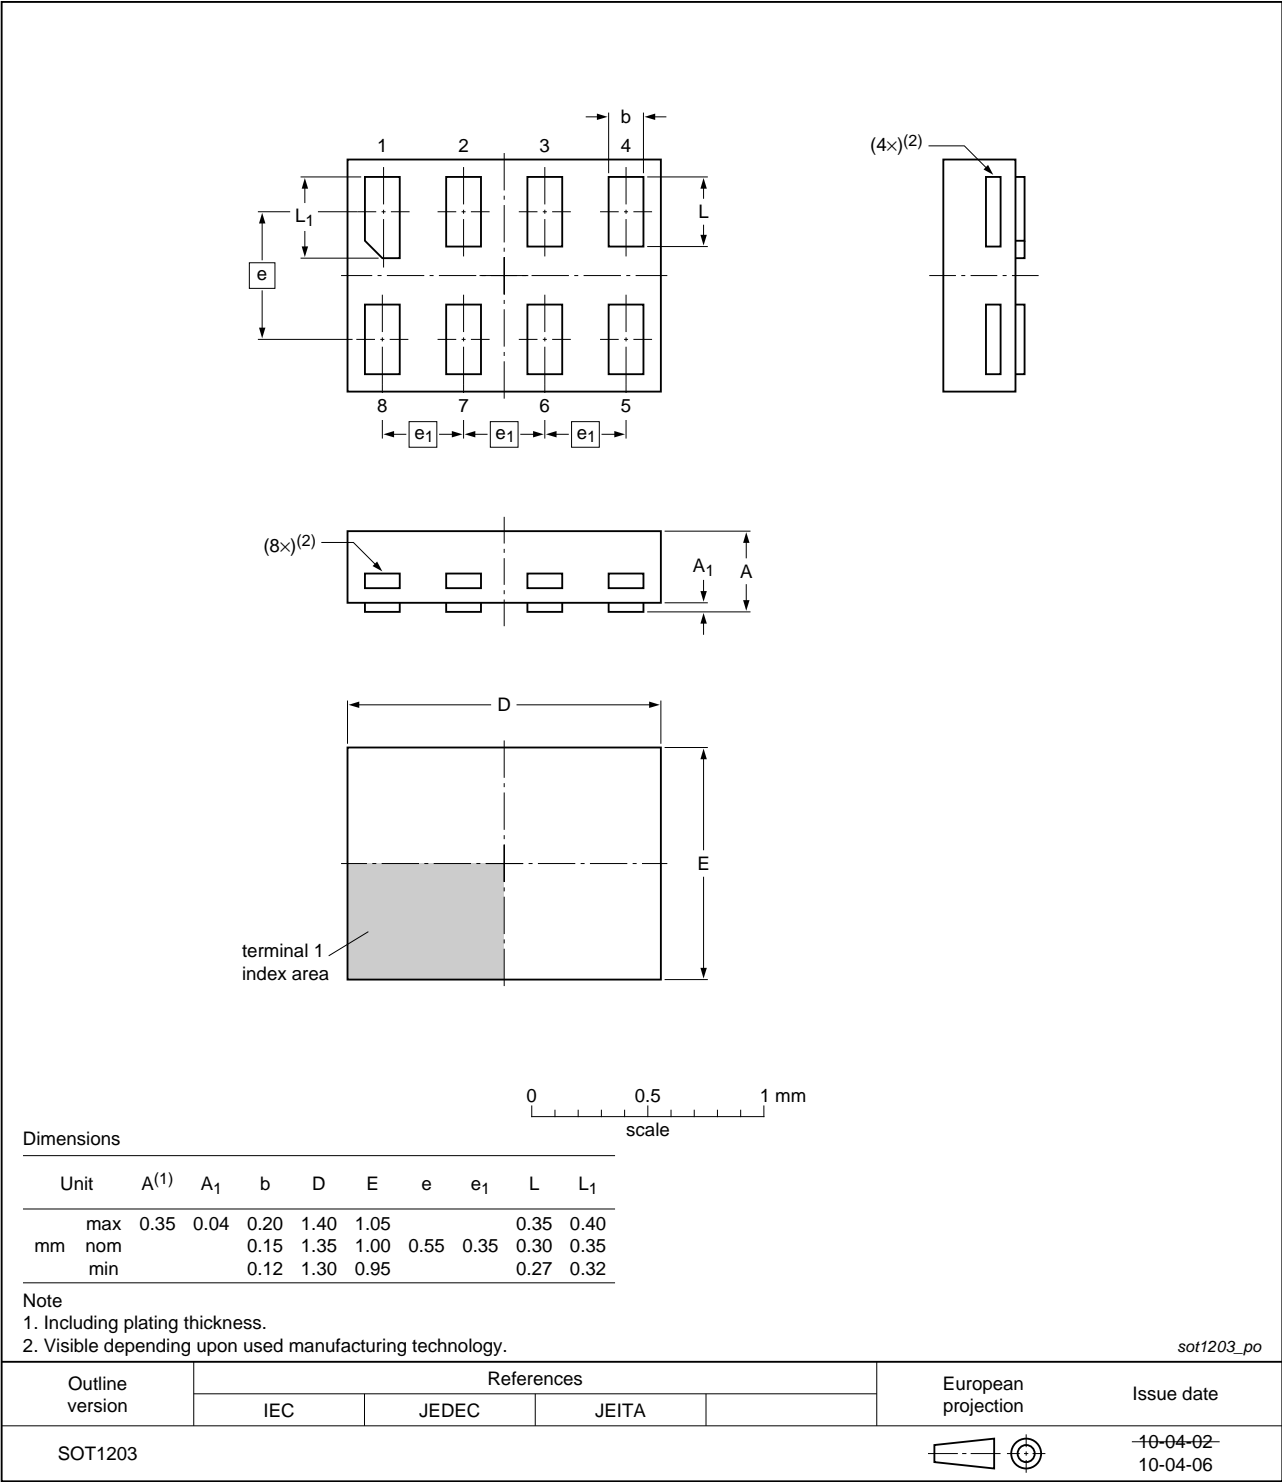 b
1 2 3 4
(4×)(2)
L1
L
e
8 7 6 5
e1 e1 e1
(8×)(2)
A1
A
D
E
terminal 1
index area
0 0.5 1 mm
scale
Dimensions
Unit A(1) A1 b D E e e1 L L1
max 0.35 0.04 0.20 1.40 1.05 0.35 0.40
mm nom 0.15 1.35 1.00 0.55 0.35 0.30 0.35
min 0.12 1.30 0.95 0.27 0.32
Note
1. Including plating thickness.
2. Visible depending upon used manufacturing technology.
sot1203_po
Outline
version
References
IEC JEDEC JEITA
European
projection
Issue date
SOT1203
10-04-02
10-04-06